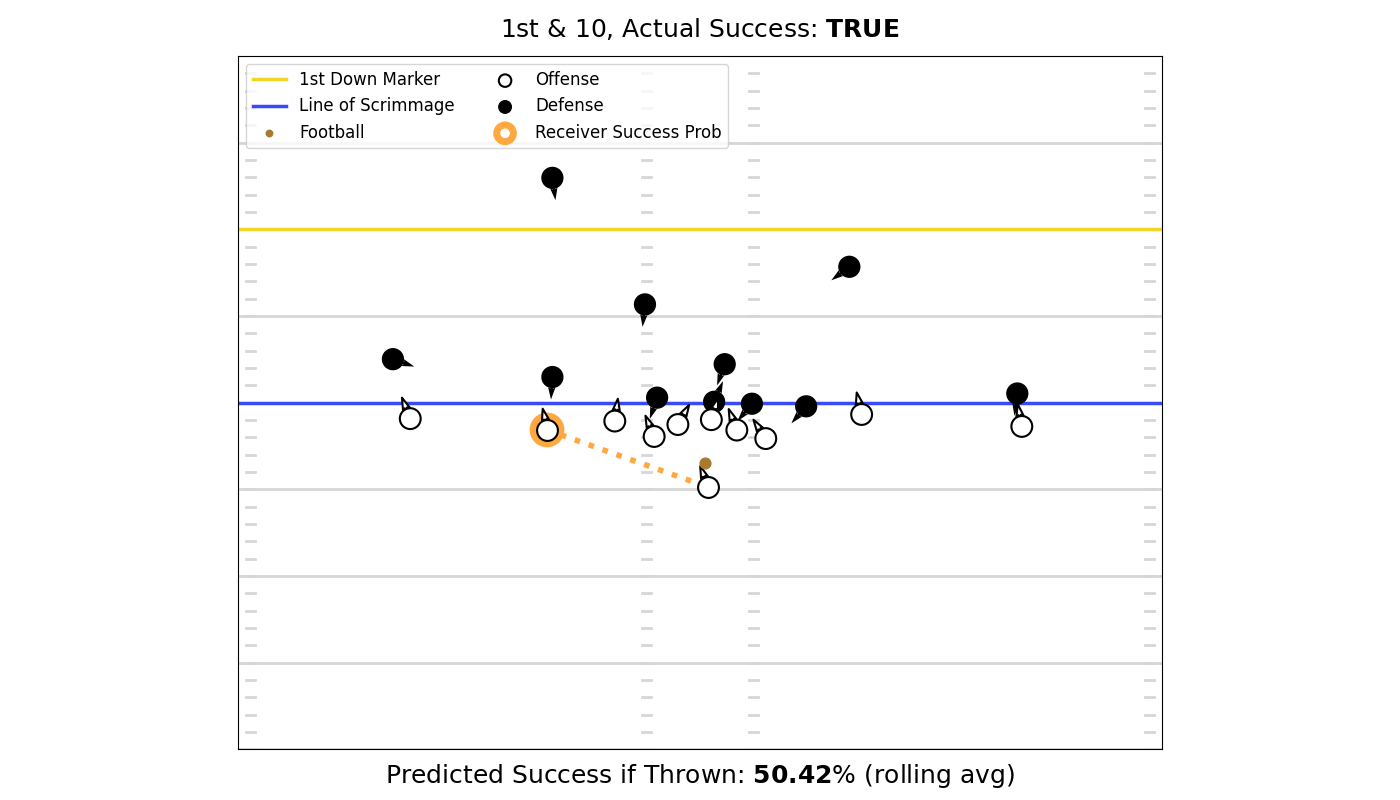 1st & 10, Actual Success: TRUE
1st Down Marker
Line of Scrimmage
Football
Offense
Defense
Receiver Success Prob
Predicted Success if Thrown: 50.42% (rolling avg)